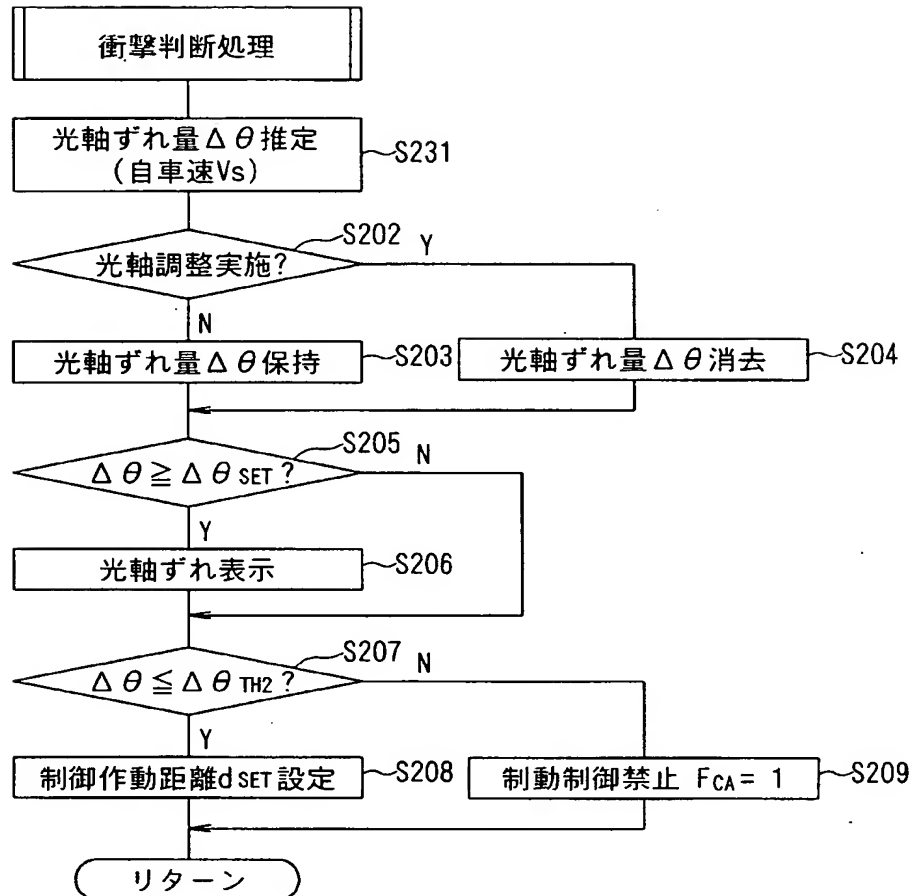 衝撃判断処理
光軸ずれ量Δθ推定
(自車速Vs)
S231
S202
光軸調整実施?
Y
N
光軸ずれ量Δθ保持
S203
光軸ずれ量Δθ消去
S204
S205
Δθ≧ΔθSET?
N
Y
光軸ずれ表示
S206
S207
Δθ≦ΔθTH2?
N
Y
制御作動距離dSET設定
S208
制動制御禁止 FCA= 1
S209
リターン